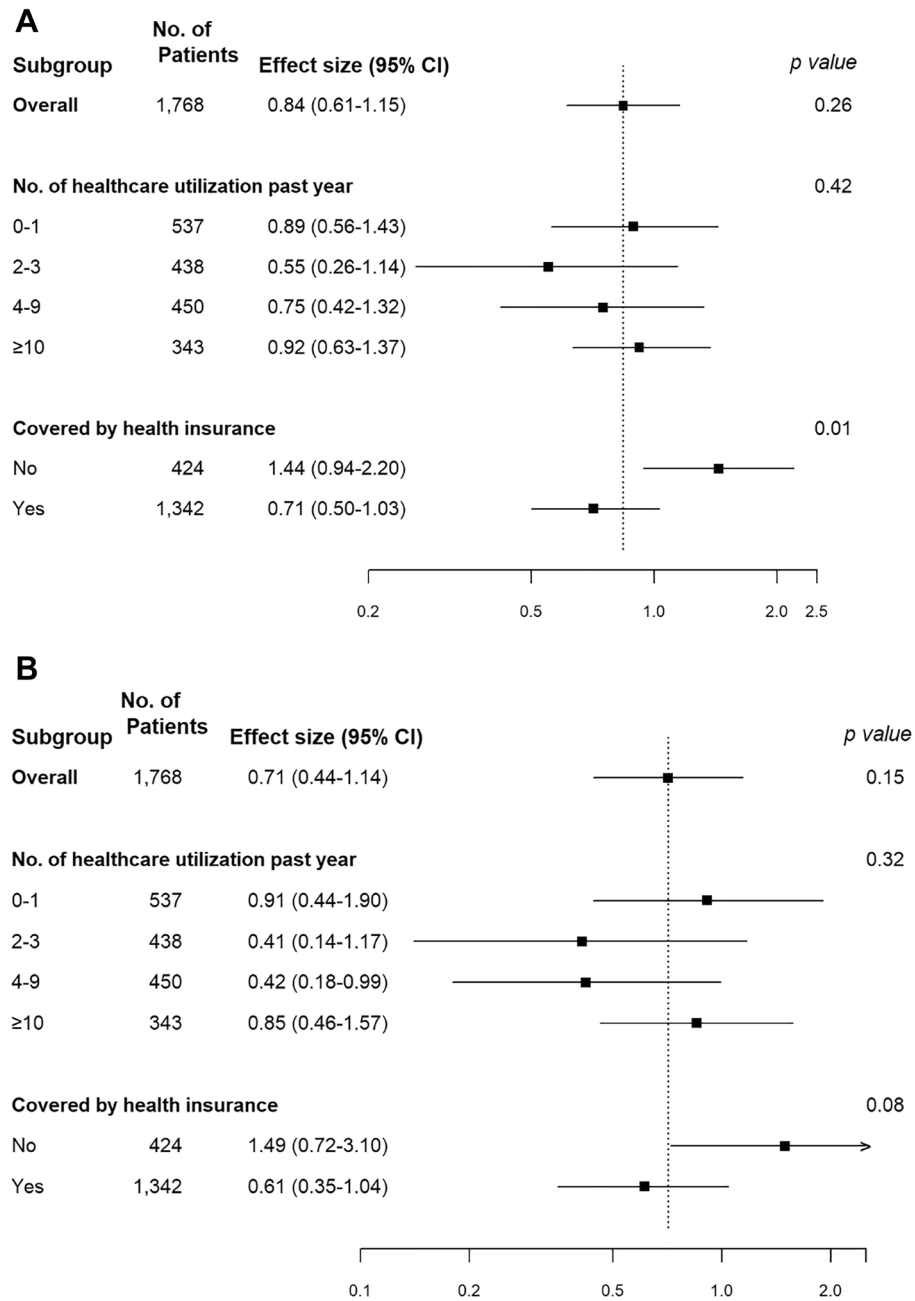 A
No. of
Patients
Subgroup Effect size (95% CI) p value
Overall 1,768 0.84 (0.61-1.15) 0.26
No. of healthcare utilization past year 0.42
0-1 537 0.89 (0.56-1.43)
2-3 438 0.55 (0.26-1.14)
4-9 450 0.75 (0.42-1.32)
≥10 343 0.92 (0.63-1.37)
Covered by health insurance 0.01
No 424 1.44 (0.94-2.20)
Yes 1,342 0.71 (0.50-1.03)
0.2 0.5 1.0 2.0 2.5
B
No. of
Patients
Subgroup Effect size (95% CI) p value
Overall 1,768 0.71 (0.44-1.14) 0.15
No. of healthcare utilization past year 0.32
0-1 537 0.91 (0.44-1.90)
2-3 438 0.41 (0.14-1.17)
4-9 450 0.42 (0.18-0.99)
≥10 343 0.85 (0.46-1.57)
Covered by health insurance 0.08
No 424 1.49 (0.72-3.10)
Yes 1,342 0.61 (0.35-1.04)
0.1 0.2 0.5 1.0 2.0